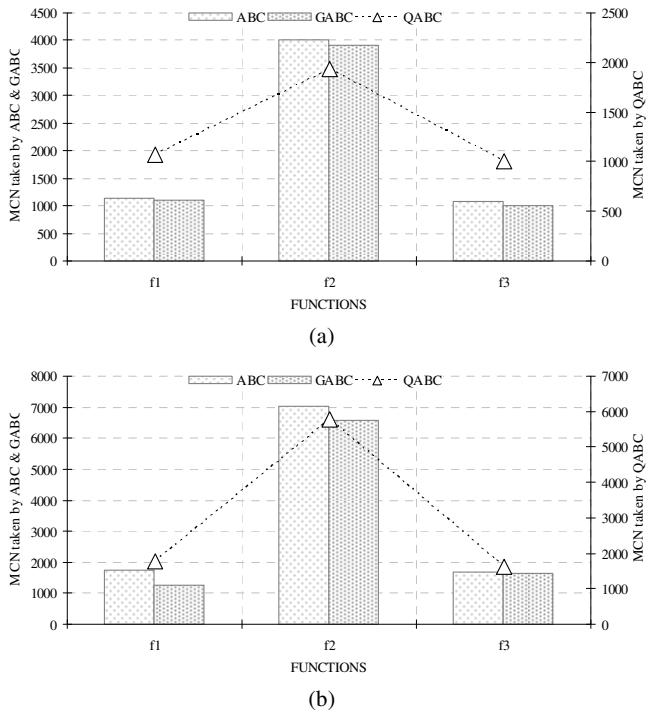 ABC GABC QABC
4500
4000
3500
3000
2500
2000
1500
1000
500
0
MCN taken by ABC & GABC
2500
2000
1500
1000
500
0
MCN taken by QABC
f1 f2 f3
FUNCTIONS
(a)
ABC GABC QABC
8000
7000
6000
5000
4000
3000
2000
1000
0
MCN taken by ABC & GABC
7000
6000
5000
4000
3000
2000
1000
0
MCN taken by QABC
f1 f2 f3
FUNCTIONS
(b)